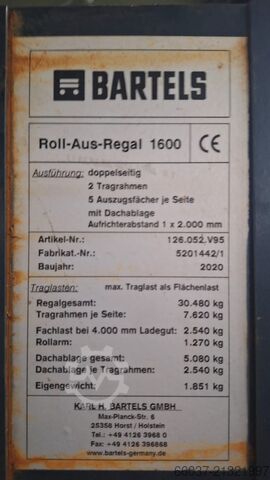 BARTELS
Roll-Aus-Regal 1600 CE
Ausführung: doppelseitig
2 Tragrahmen
5 Auszugsfächer je Seite
mit Dachablage
Aufrichterabstand 1 x 2.000 mm
Artikel-Nr.: 126.052.V95
Fabrikat.-Nr.: 5201442/1
Baujahr: 2020
Traglasten: max. Traglast als Flächenlast
Regalgesamt: 30.480 kg
Tragrahmen je Seite: 7.620 kg
Fachlast bei 4.000 mm Ladegut: 2.540 kg
Rollarm: 1.270 kg
Dachablage gesamt: 5.080 kg
Dachablage je Tragrahmen: 2.540 kg
Eigengewicht: 1.851 kg
KARL H. BARTELS GMBH
Max-Planck-Str. 6
25358 Horst / Holstein
Tel.: +49 4126 3968 0
Fax: +49 4126 396868
www.bartels-germany.de